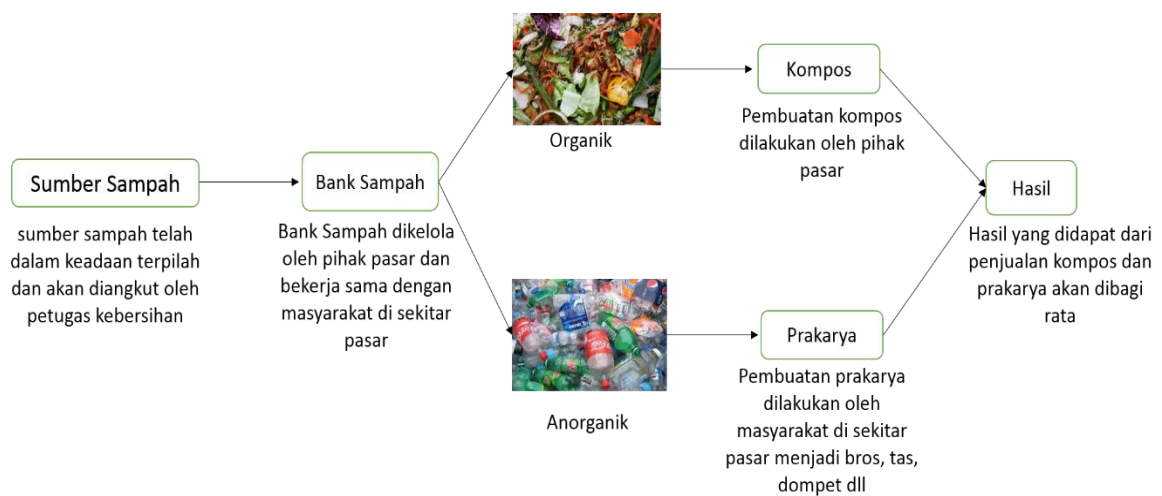 Sumber Sampah
sumber sampah telah
dalam keadaan terpilah
dan akan diangkut oleh
petugas kebersihan
Bank Sampah
Bank Sampah dikelola
oleh pihak pasar dan
bekerja sama dengan
masyarakat di sekitar
pasar
Organik
Kompos
Pembuatan kompos
dilakukan oleh pihak
pasar
Anorganik
Prakarya
Pembuatan prakarya
dilakukan oleh
masyarakat di sekitar
pasar menjadi bros, tas,
dompet dll
Hasil
Hasil yang didapat dari
penjualan kompos dan
prakarya akan dibagi
rata